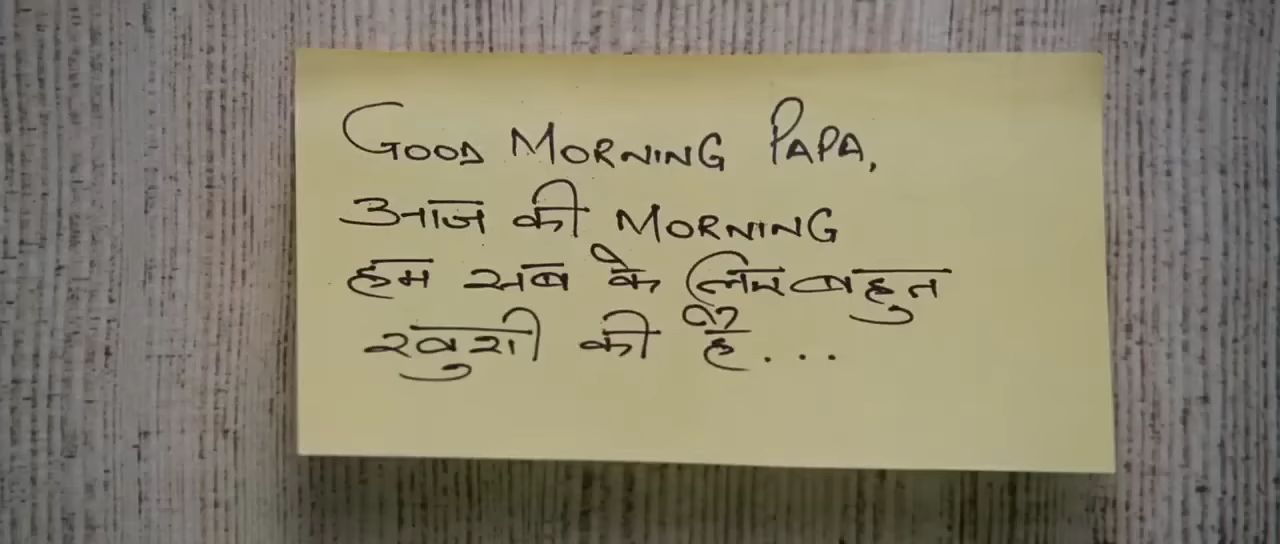 GOOD MORNING PAPA,
आज की MORNING
हम सब के लिए बहुत
खुशी की है...